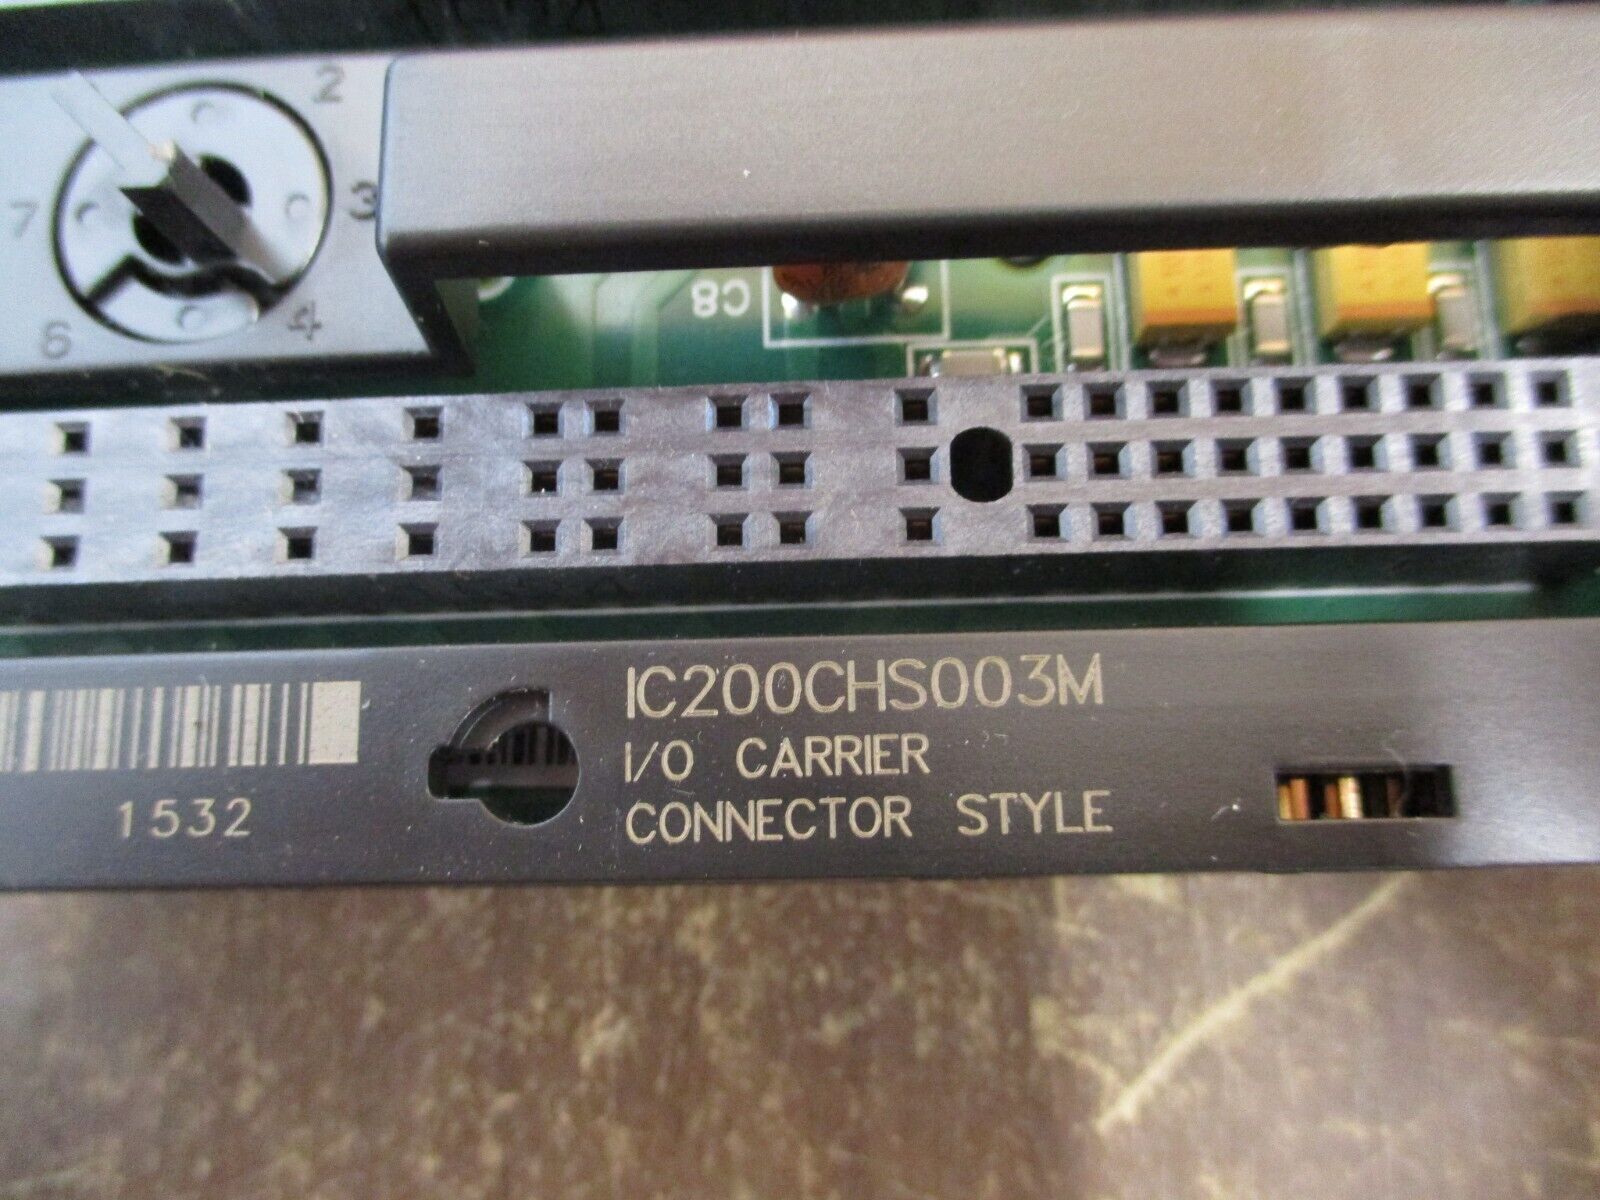 2
7
3
6
4
C8
IC200CHS003M
I/O CARRIER
1532
CONNECTOR STYLE